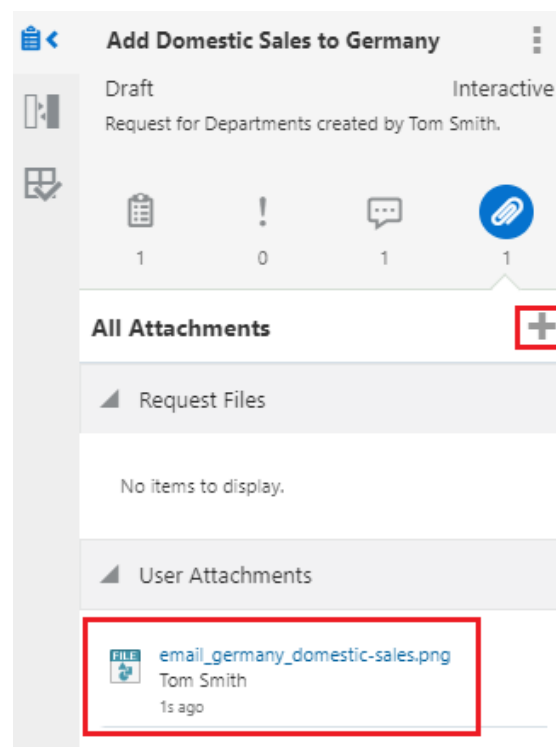 Add Domestic Sales to Germany
Draft Interactive
Request for Departments created by Tom Smith.
1 0 1 1
All Attachments
Request Files
No items to display.
User Attachments
FILE
email_germany_domestic-sales.png
Tom Smith
1s ago